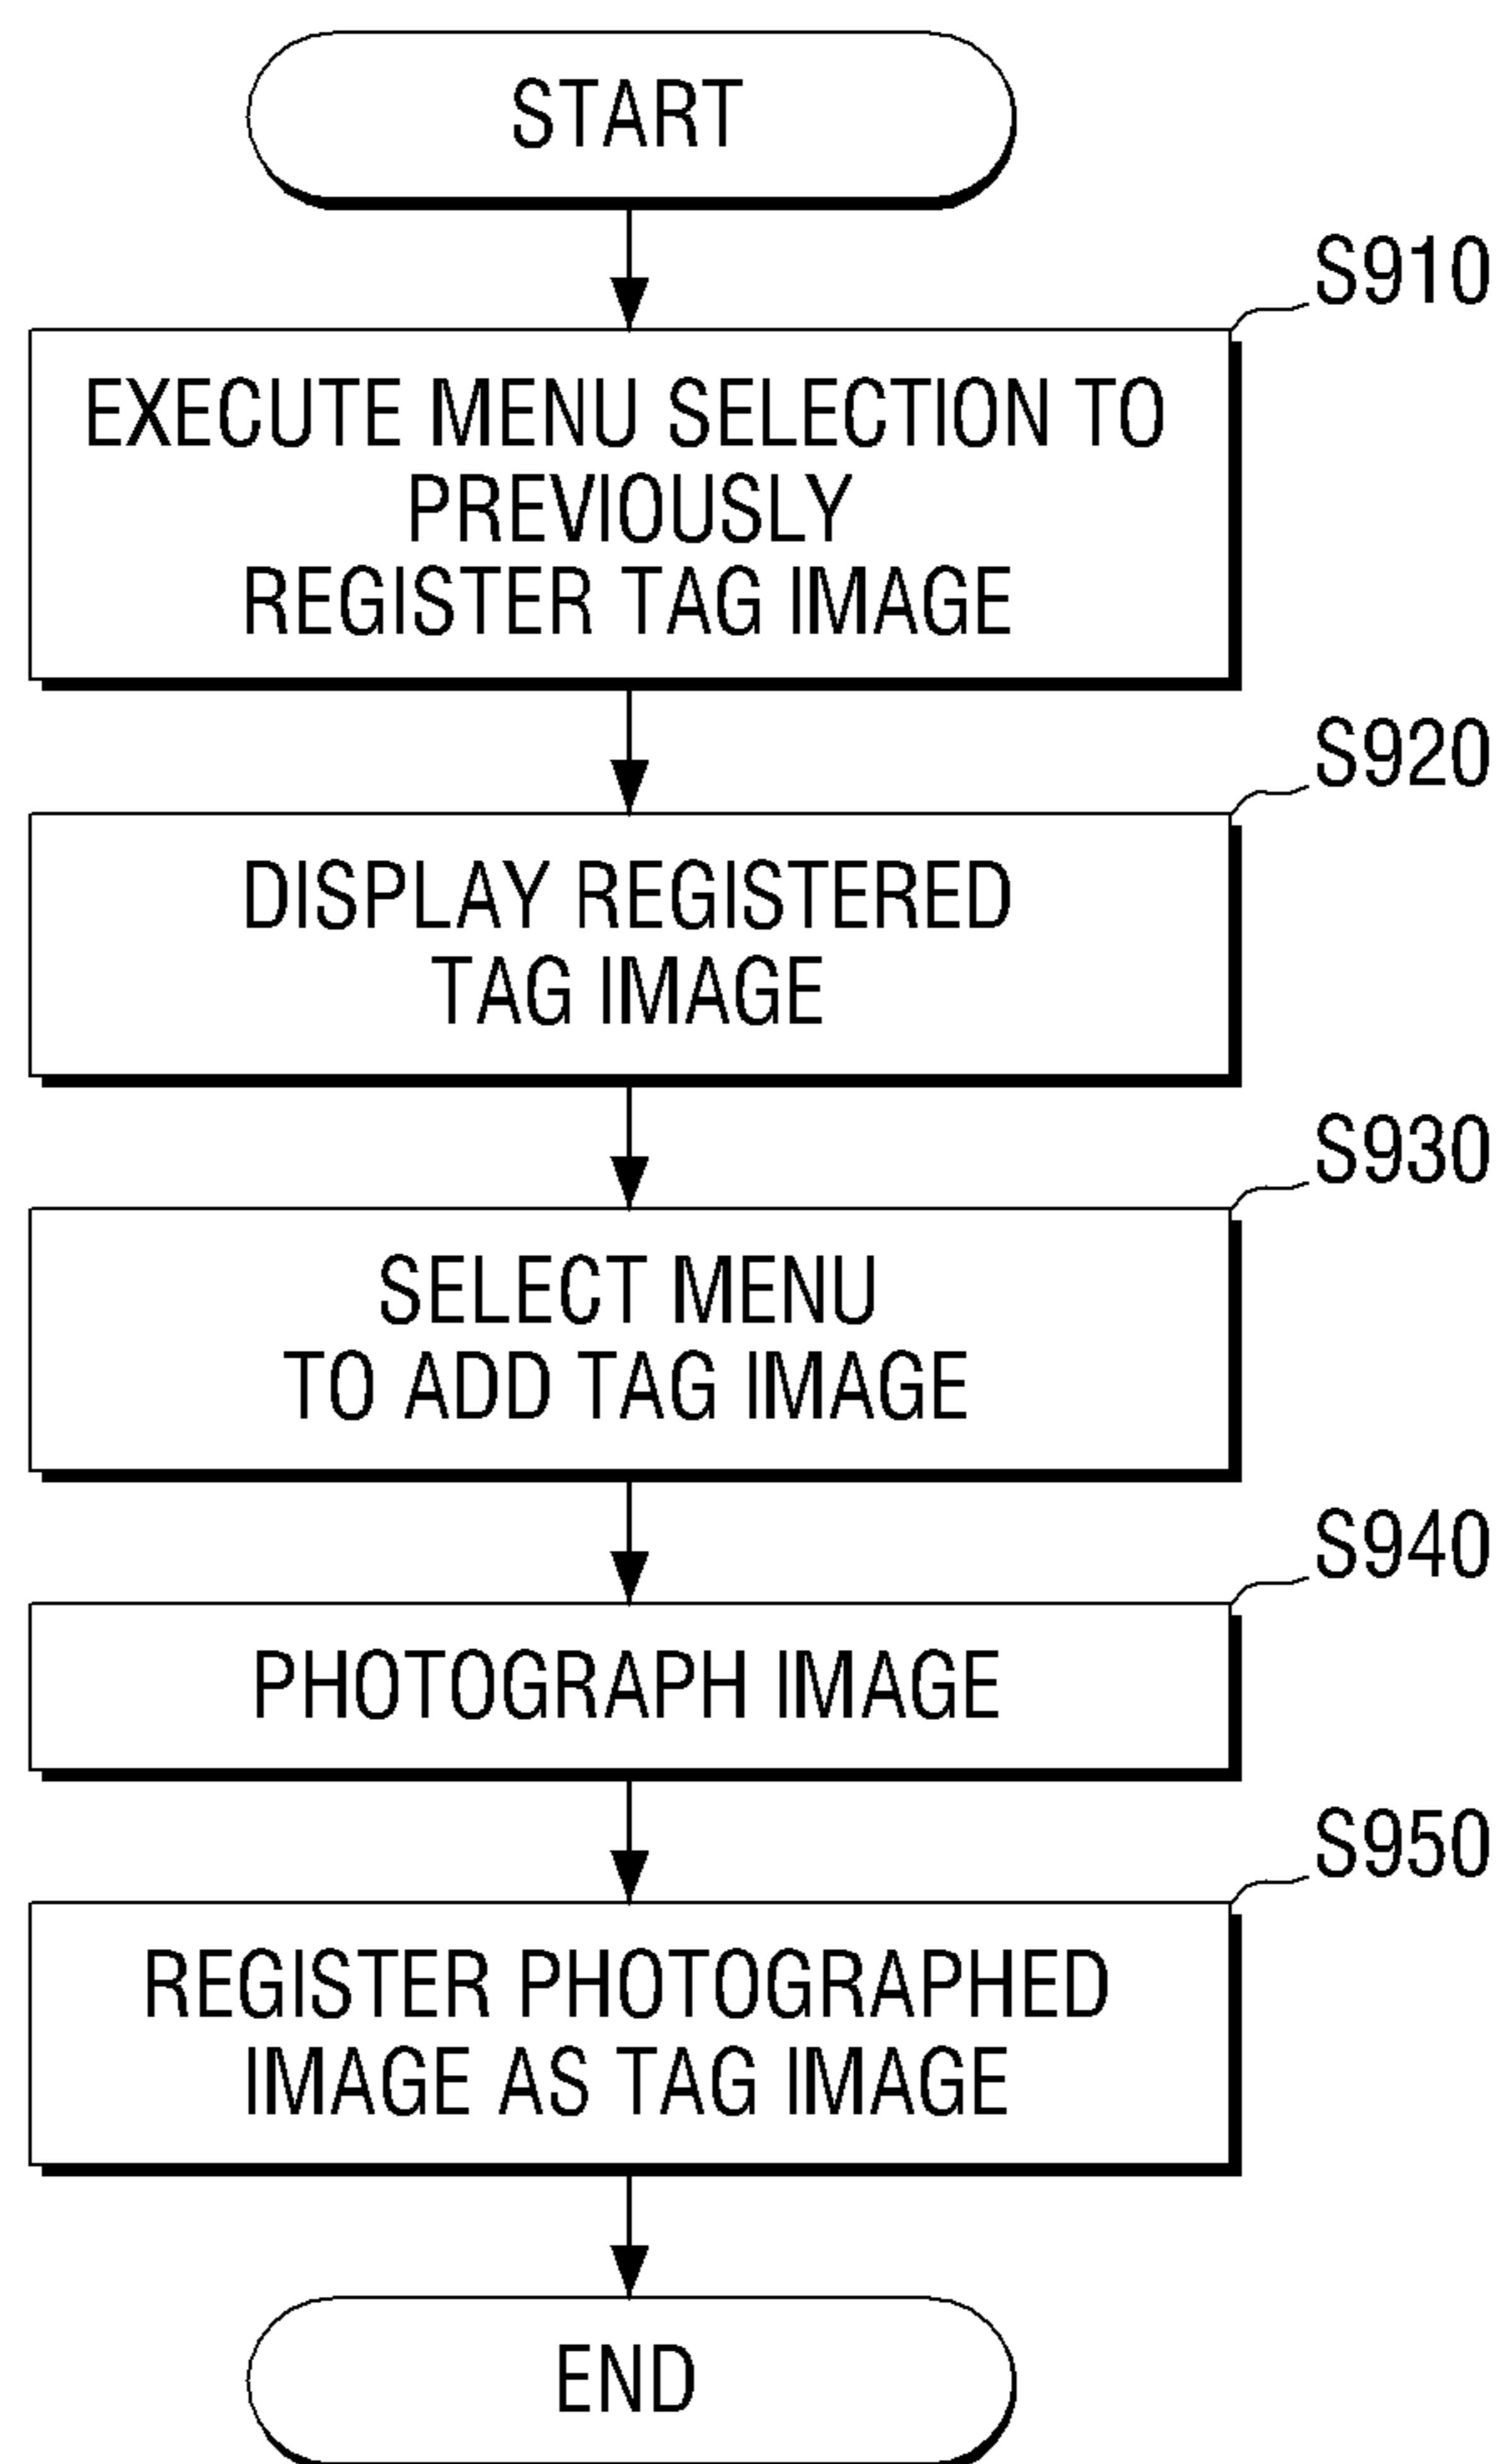 START
S910
EXECUTE MENU SELECTION TO
PREVIOUSLY
REGISTER TAG IMAGE
S920
DISPLAY REGISTERED
TAG IMAGE
S930
SELECT MENU
TO ADD TAG IMAGE
S940
PHOTOGRAPH IMAGE
S950
REGISTER PHOTOGRAPHED
IMAGE AS TAG IMAGE
END